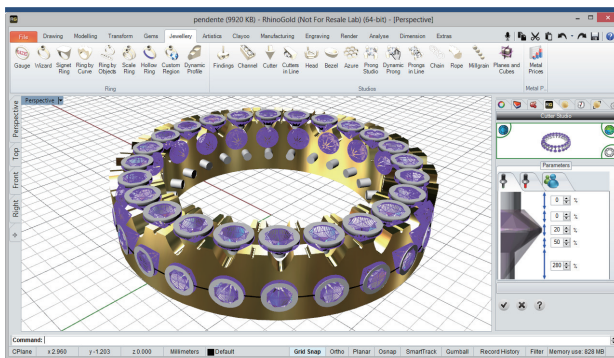 pendente (9920 KB) - RhinoGold (Not For Resale Lab) (64-bit) - [Perspective]
File Drawing Modelling Transform Gems Jewellery Artistics Clayoo Manufacturing Engraving Render Analyse Dimension Extras
Gauge Wizard Signet Ring Ring by Curve Ring by Objects Scale Ring Hollow Ring Custom Region Dynamic Profile Findings Channel Cutter Cutters in Line Head Bezel Azure Prong Studio Dynamic Prong Prongs in Line Chain Rope Millgrain Planes and Cubes Metal Prices
Ring Studios Metal P...
Perspective
Cutter Studio
Perspective
Top
Front
Right
Parameters
0 %
0 %
20 %
50 %
260 %
Command:
CPlane x 2.960 y -1.203 z 0.000 Millimeters Default Grid Snap Ortho Planar Osnap SmartTrack Gumball Record History Filter Memory use: 828 MB